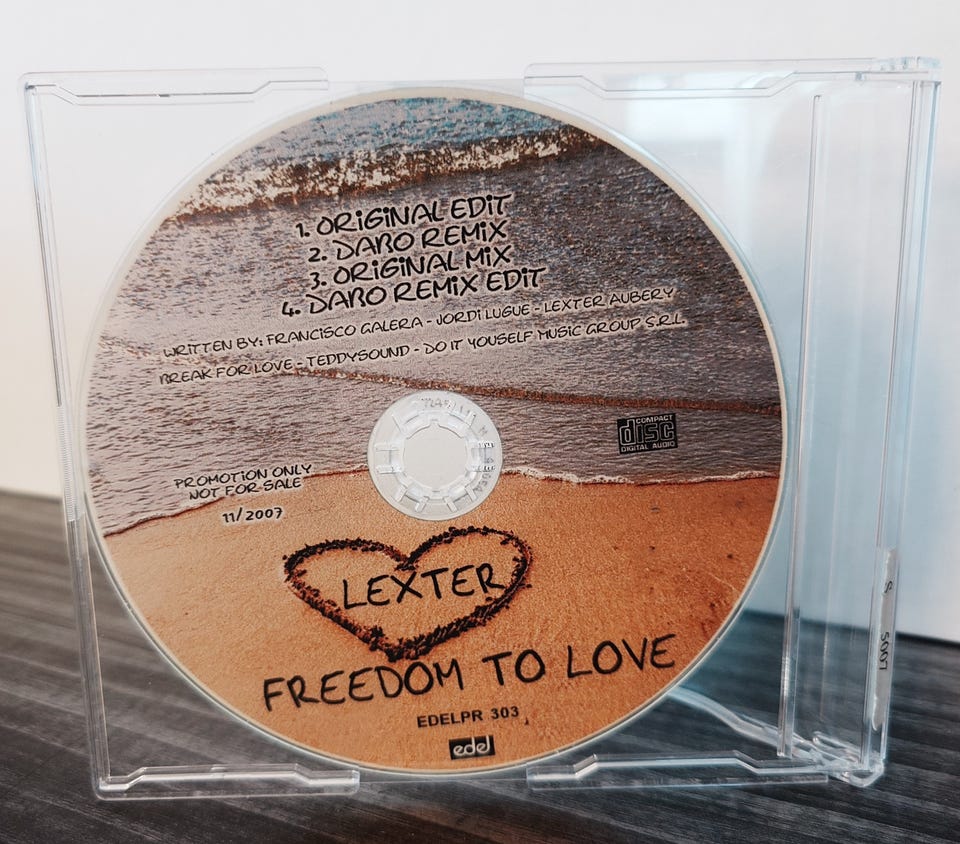 1. ORiGiNAL EDiT
2. DABO REMiX
3. ORiGiNAL MiX
4. DABO REMiX EDiT
WRITTEN BY: FRANCISCO GALERA - JORDI LUGUE - LEXTER AUBERY
BREAK FOR LOVE - TEDDYSOUND - DO IT YOUSELF MUSIC GROUP S.R.L.
COMPACT
disc
DIGITAL AUDIO
PROMOTION ONLY
NOT FOR SALE
11/2007
LEXTER
FREEDOM TO LOVE
EDELPR 303
edel